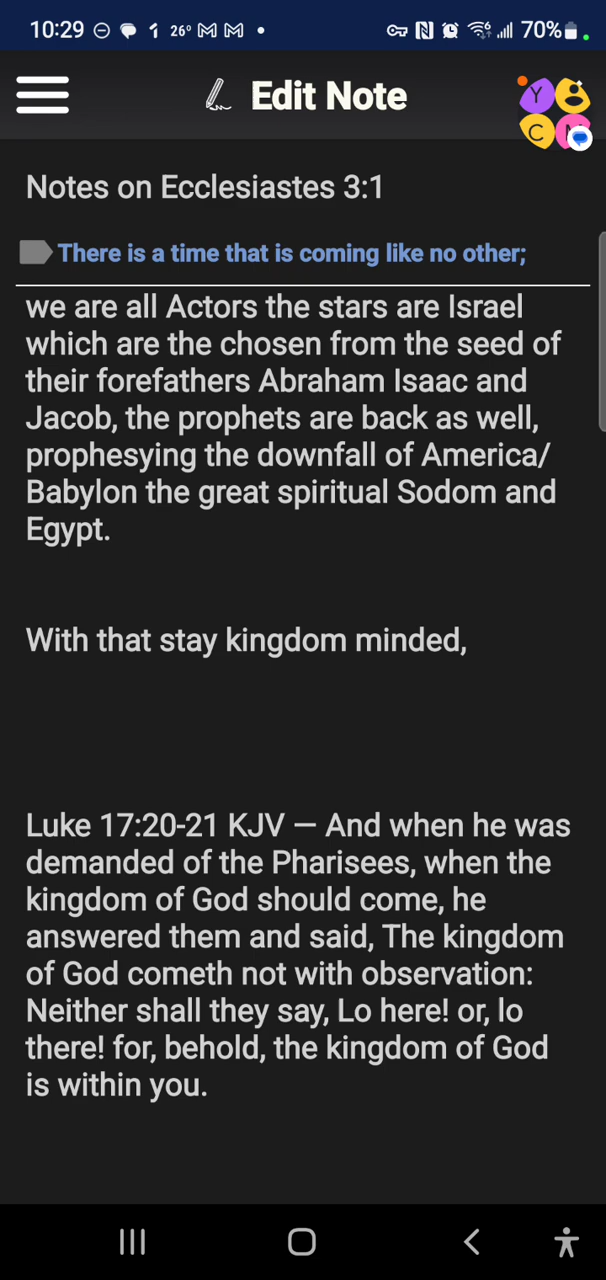 10:29 1 26° 6 70%
Edit Note
Y
C
Notes on Ecclesiastes 3:1
There is a time that is coming like no other;
we are all Actors the stars are Israel
which are the chosen from the seed of
their forefathers Abraham Isaac and
Jacob, the prophets are back as well,
prophesying the downfall of America/
Babylon the great spiritual Sodom and
Egypt.
With that stay kingdom minded,
Luke 17:20-21 KJV — And when he was
demanded of the Pharisees, when the
kingdom of God should come, he
answered them and said, The kingdom
of God cometh not with observation:
Neither shall they say, Lo here! or, lo
there! for, behold, the kingdom of God
is within you.